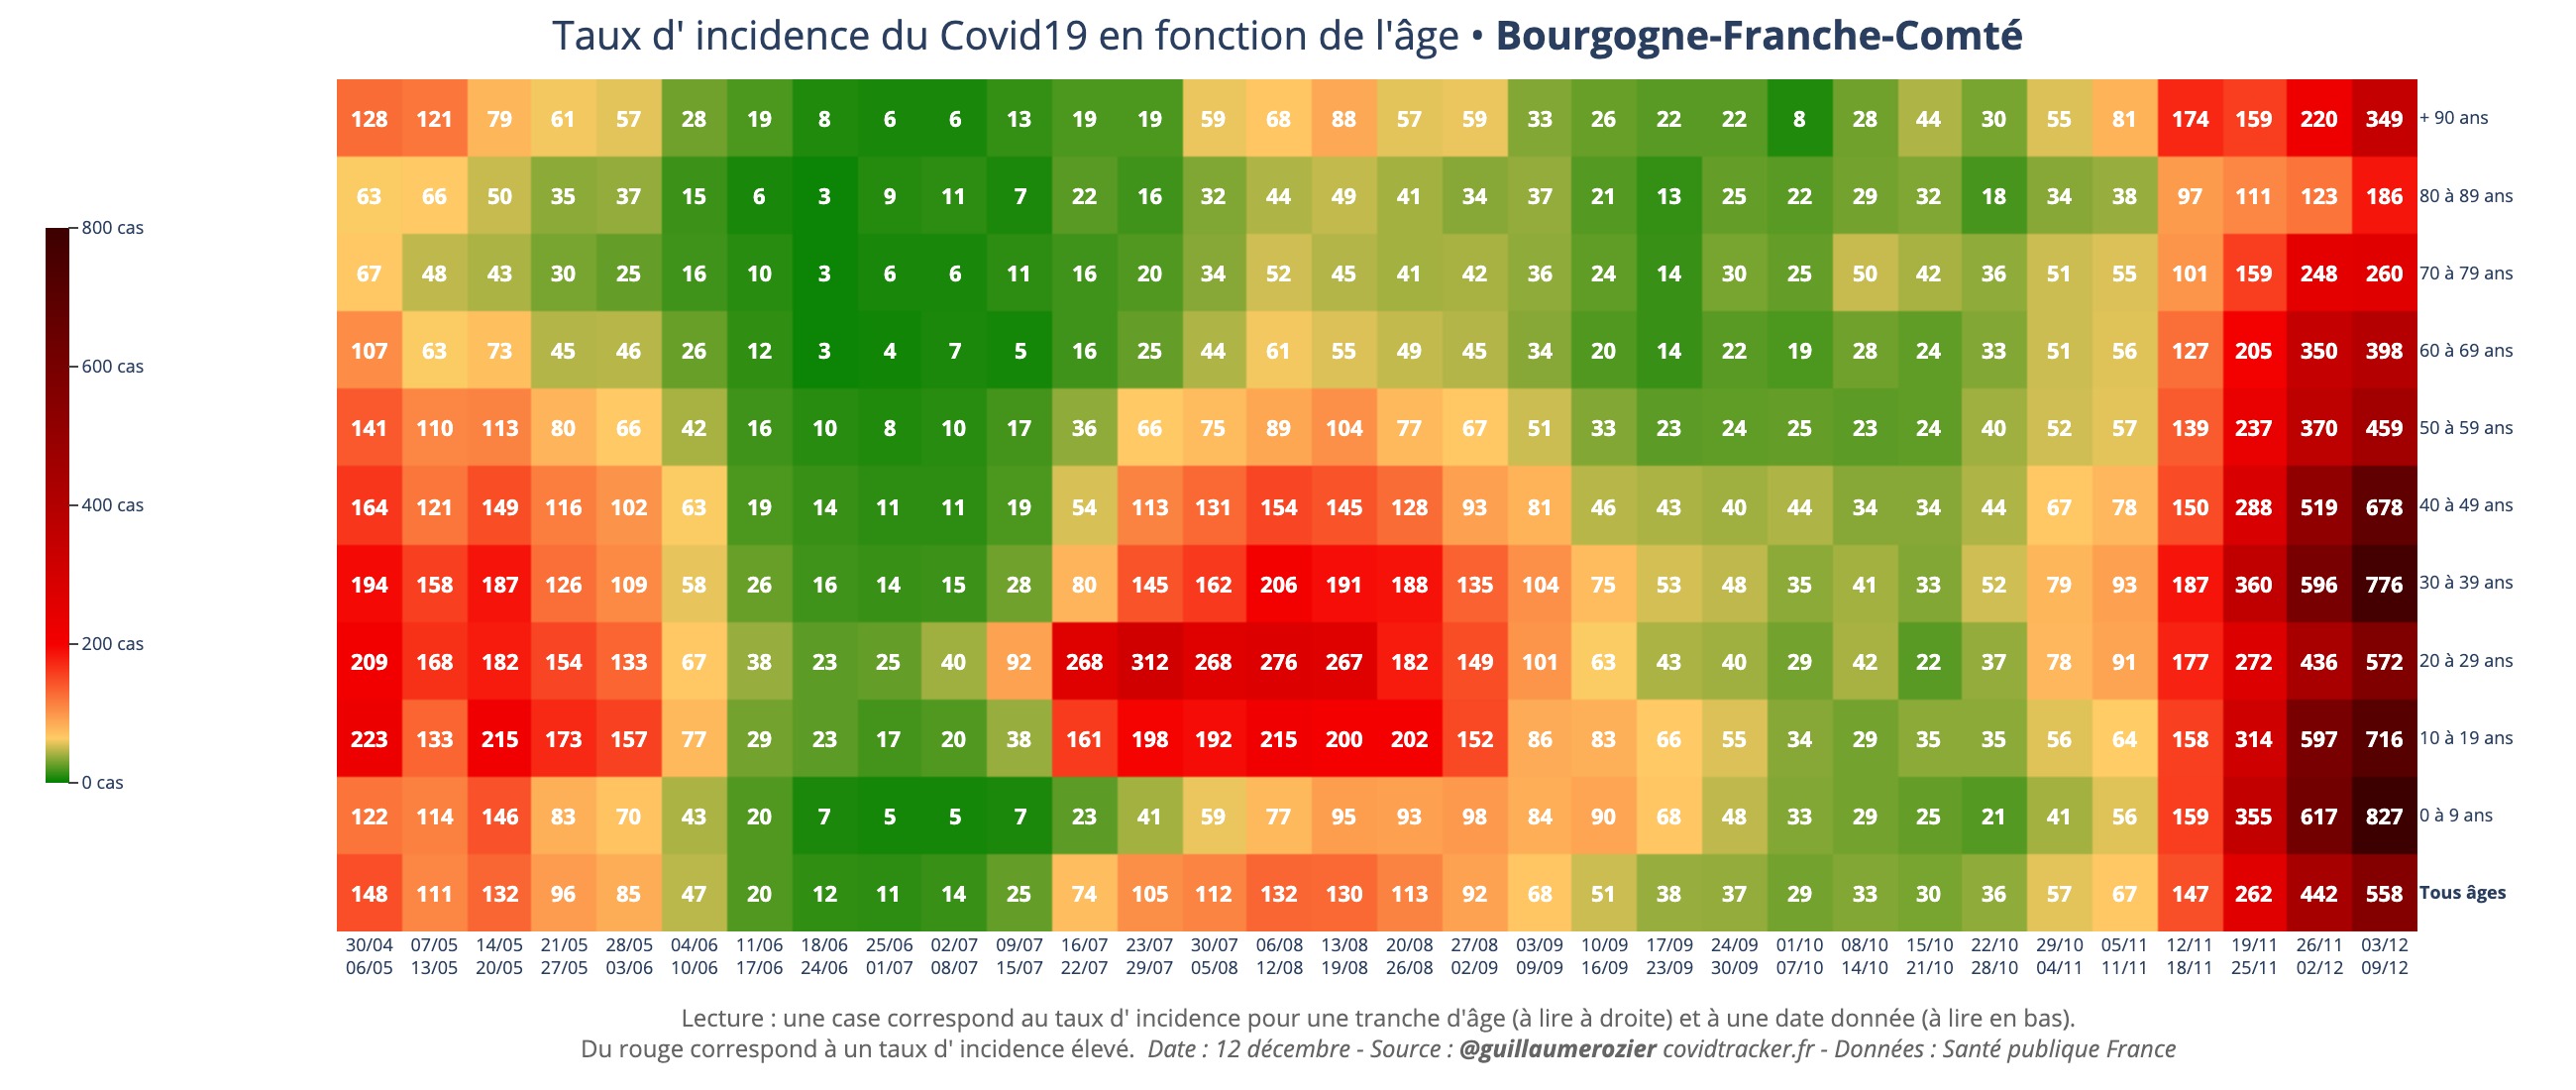 Taux d' incidence du Covid19 en fonction de l'âge • Bourgogne-Franche-Comté
128 121 79 61 57 28 19 8 6 6 13 19 19 59 68 88 57 59 33 26 22 22 8 28 44 30 55 81 174 159 220 349 + 90 ans
63 66 50 35 37 15 6 3 9 11 7 22 16 32 44 49 41 34 37 21 13 25 22 29 32 18 34 38 97 111 123 186 80 à 89 ans
800 cas
67 48 43 30 25 16 10 3 6 6 11 16 20 34 52 45 41 42 36 24 14 30 25 50 42 36 51 55 101 159 248 260 70 à 79 ans
107 63 73 45 46 26 12 3 4 7 5 16 25 44 61 55 49 45 34 20 14 22 19 28 24 33 51 56 127 205 350 398 60 à 69 ans
600 cas
141 110 113 80 66 42 16 10 8 10 17 36 66 75 89 104 77 67 51 33 23 24 25 23 24 40 52 57 139 237 370 459 50 à 59 ans
400 cas
164 121 149 116 102 63 19 14 11 11 19 54 113 131 154 145 128 93 81 46 43 40 44 34 34 44 67 78 150 288 519 678 40 à 49 ans
194 158 187 126 109 58 26 16 14 15 28 80 145 162 206 191 188 135 104 75 53 48 35 41 33 52 79 93 187 360 596 776 30 à 39 ans
200 cas
209 168 182 154 133 67 38 23 25 40 92 268 312 268 276 267 182 149 101 63 43 40 29 42 22 37 78 91 177 272 436 572 20 à 29 ans
223 133 215 173 157 77 29 23 17 20 38 161 198 192 215 200 202 152 86 83 66 55 34 29 35 35 56 64 158 314 597 716 10 à 19 ans
0 cas
122 114 146 83 70 43 20 7 5 5 7 23 41 59 77 95 93 98 84 90 68 48 33 29 25 21 41 56 159 355 617 827 0 à 9 ans
148 111 132 96 85 47 20 12 11 14 25 74 105 112 132 130 113 92 68 51 38 37 29 33 30 36 57 67 147 262 442 558 Tous âges
30/04 07/05 14/05 21/05 28/05 04/06 11/06 18/06 25/06 02/07 09/07 16/07 23/07 30/07 06/08 13/08 20/08 27/08 03/09 10/09 17/09 24/09 01/10 08/10 15/10 22/10 29/10 05/11 12/11 19/11 26/11 03/12
06/05 13/05 20/05 27/05 03/06 10/06 17/06 24/06 01/07 08/07 15/07 22/07 29/07 05/08 12/08 19/08 26/08 02/09 09/09 16/09 23/09 30/09 07/10 14/10 21/10 28/10 04/11 11/11 18/11 25/11 02/12 09/12
Lecture : une case correspond au taux d' incidence pour une tranche d'âge (à lire à droite) et à une date donnée (à lire en bas).
Du rouge correspond à un taux d' incidence élevé. Date : 12 décembre - Source : @guillaumerozier covidtracker.fr - Données : Santé publique France